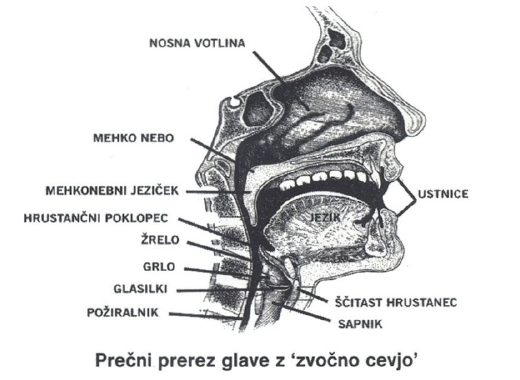 NOSNA VOTLINA
MEHKO NEBO
MEHKONEBNI JEZIČEK
USTNICE
HRUSTANČNI POKLOPEC
JEZIK
ŽRELO
GRLO
GLASILKI
ŠČITAST HRUSTANEC
POŽIRALNIK
SAPNIK
Prečni prerez glave z ‘zvočno cevjo’